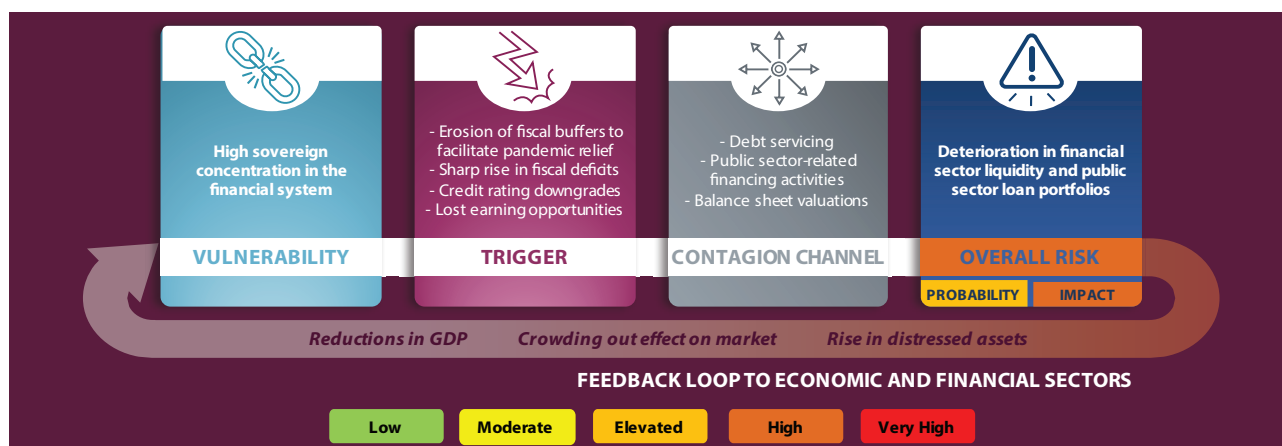 High sovereign
concentration in the
financial system
VULNERABILITY
- Erosion of fiscal buffers to
facilitate pandemic relief
- Sharp rise in fiscal deficits
- Credit rating downgrades
- Lost earning opportunities
TRIGGER
- Debt servicing
- Public sector-related
financing activities
- Balance sheet valuations
CONTAGION CHANNEL
Deterioration in financial
sector liquidity and public
sector loan portfolios
OVERALL RISK
PROBABILITY IMPACT
Reductions in GDP Crowding out effect on market Rise in distressed assets
FEEDBACK LOOP TO ECONOMIC AND FINANCIAL SECTORS
Low Moderate Elevated High Very High